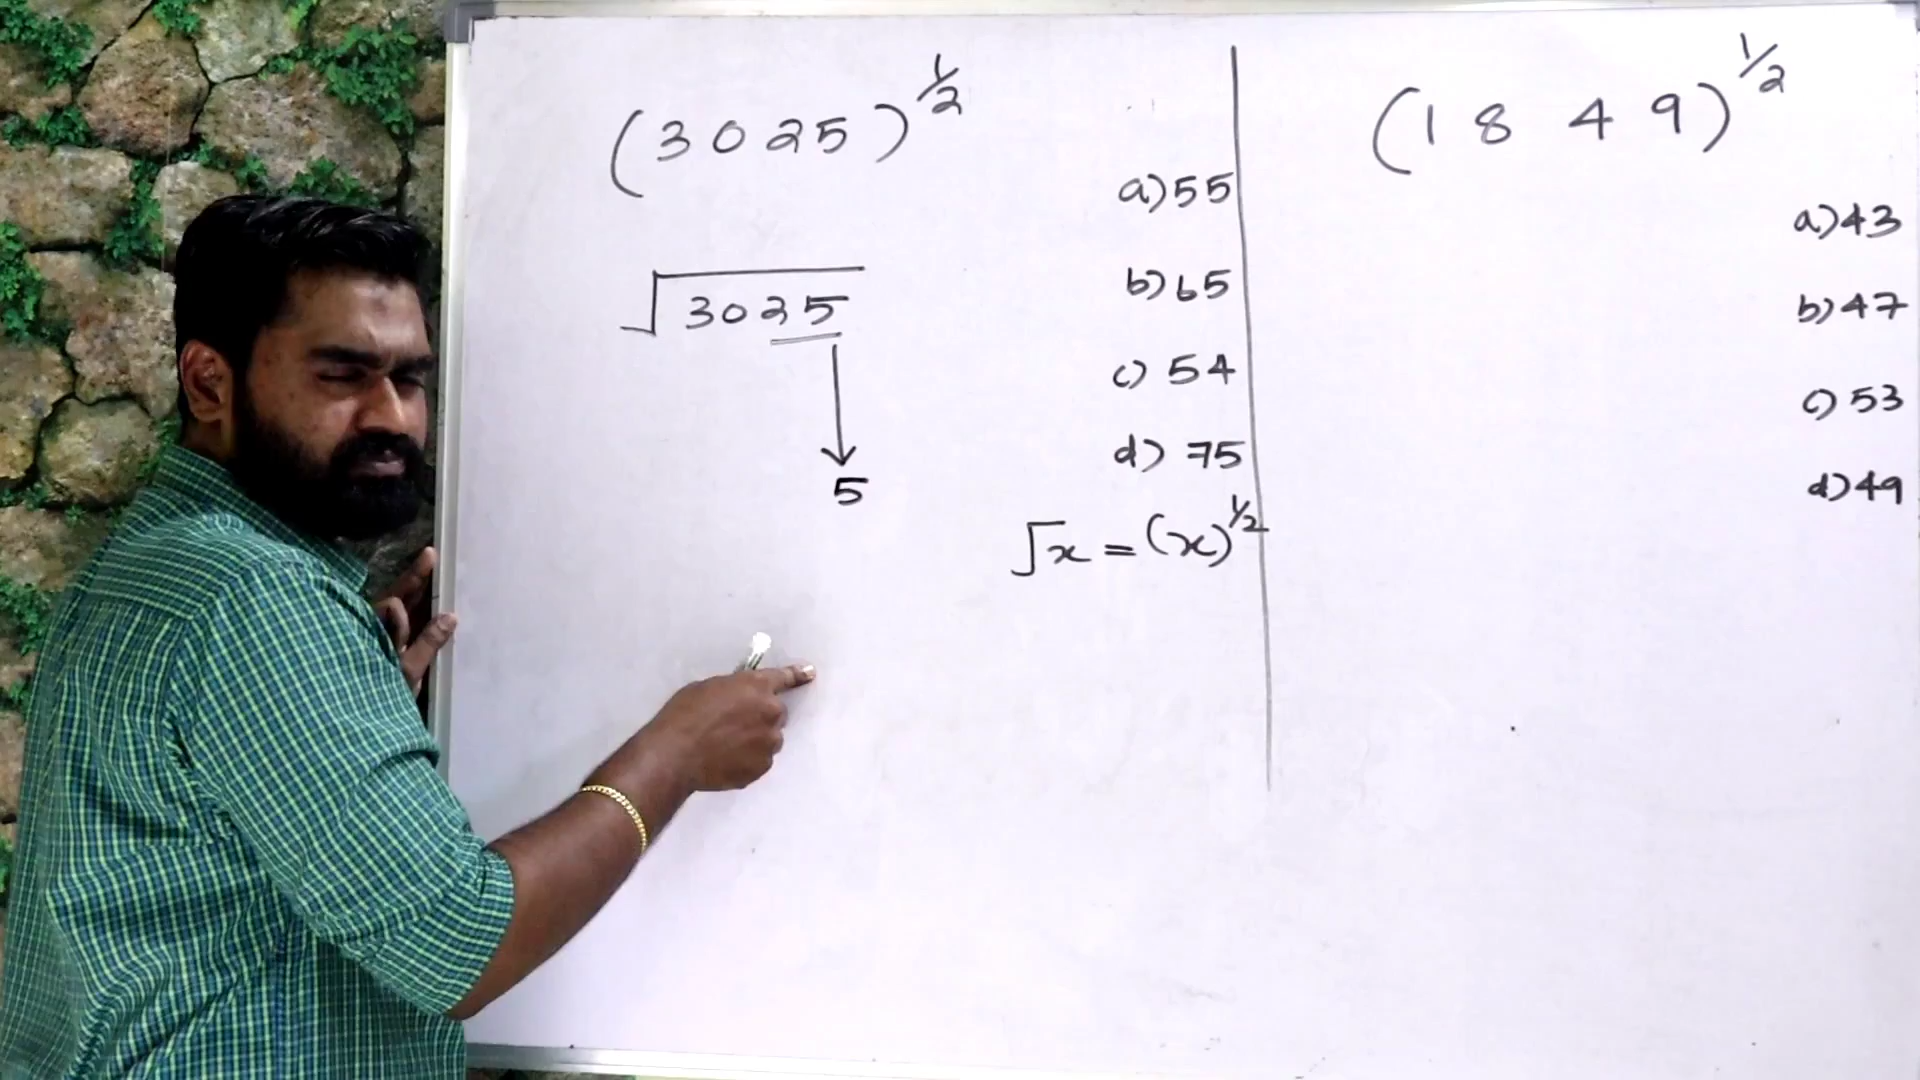 (3025)^1/2
a) 55
b) 65
c) 54
d) 75
√3025
5
√x = (x)^1/2
(1849)^1/2
a) 43
b) 47
c) 53
d) 49